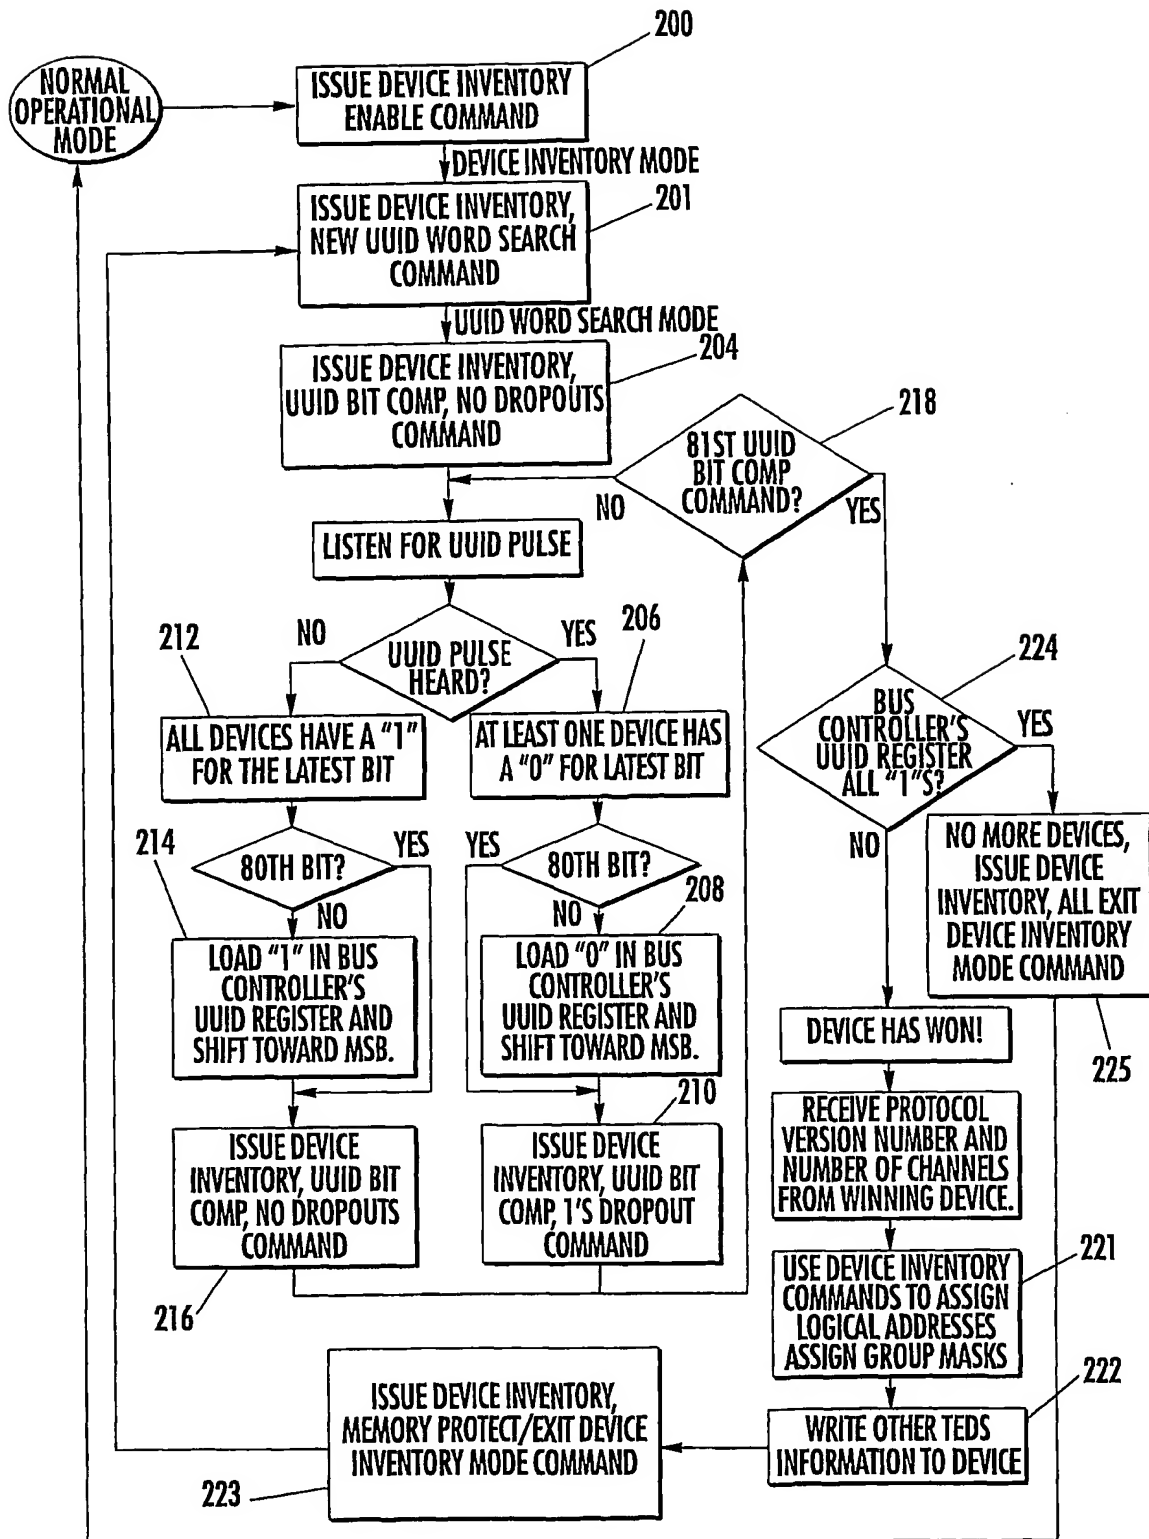 200
NORMAL
OPERATIONAL
MODE
ISSUE DEVICE INVENTORY
ENABLE COMMAND
DEVICE INVENTORY MODE
201
ISSUE DEVICE INVENTORY,
NEW UUID WORD SEARCH
COMMAND
UUID WORD SEARCH MODE
204
ISSUE DEVICE INVENTORY,
UUID BIT COMP, NO DROPOUTS
COMMAND
218
81ST UUID
BIT COMP
COMMAND?
NO
YES
LISTEN FOR UUID PULSE
212
NO
YES
206
UUID PULSE
HEARD?
224
BUS
CONTROLLER'S
UUID REGISTER
ALL "1"S?
YES
NO
ALL DEVICES HAVE A "1"
FOR THE LATEST BIT
AT LEAST ONE DEVICE HAS
A "0" FOR LATEST BIT
214
80TH BIT?
YES
NO
YES
80TH BIT?
NO
208
NO MORE DEVICES,
ISSUE DEVICE
INVENTORY, ALL EXIT
DEVICE INVENTORY
MODE COMMAND
225
LOAD "1" IN BUS
CONTROLLER'S
UUID REGISTER AND
SHIFT TOWARD MSB.
LOAD "0" IN BUS
CONTROLLER'S
UUID REGISTER AND
SHIFT TOWARD MSB.
DEVICE HAS WON!
210
ISSUE DEVICE
INVENTORY, UUID BIT
COMP, NO DROPOUTS
COMMAND
216
ISSUE DEVICE
INVENTORY, UUID BIT
COMP, 1'S DROPOUT
COMMAND
RECEIVE PROTOCOL
VERSION NUMBER AND
NUMBER OF CHANNELS
FROM WINNING DEVICE.
221
USE DEVICE INVENTORY
COMMANDS TO ASSIGN
LOGICAL ADDRESSES
ASSIGN GROUP MASKS
222
WRITE OTHER TEDS
INFORMATION TO DEVICE
ISSUE DEVICE INVENTORY,
MEMORY PROTECT/EXIT DEVICE
INVENTORY MODE COMMAND
223